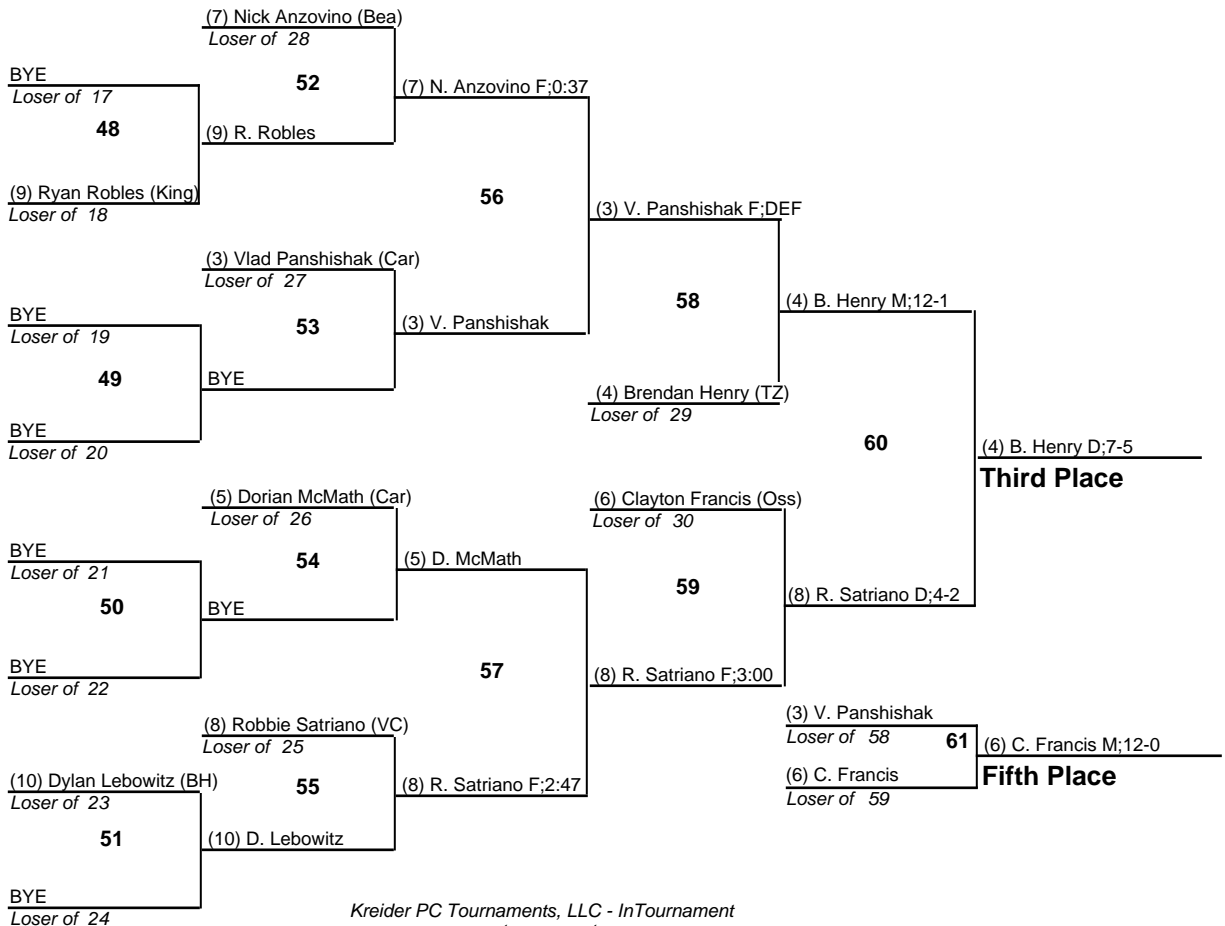 (7) Nick Anzovino (Bea)
Loser of 28
BYE
Loser of 17
52
(7) N. Anzovino F;0:37
48
(9) R. Robles
(9) Ryan Robles (King)
Loser of 18
56
(3) V. Panshishak F;DEF
(3) Vlad Panshishak (Car)
Loser of 27
BYE
Loser of 19
53
(3) V. Panshishak
58
(4) B. Henry M;12-1
49
BYE
(4) Brendan Henry (TZ)
Loser of 29
BYE
Loser of 20
60
(4) B. Henry D;7-5
Third Place
(5) Dorian McMath (Car)
Loser of 26
(6) Clayton Francis (Oss)
Loser of 30
BYE
Loser of 21
54
(5) D. McMath
50
BYE
59
(8) R. Satriano D;4-2
BYE
Loser of 22
57
(8) R. Satriano F;3:00
(8) Robbie Satriano (VC)
Loser of 25
(3) V. Panshishak
Loser of 58
61
(6) C. Francis M;12-0
Fifth Place
(10) Dylan Lebowitz (BH)
Loser of 23
55
(8) R. Satriano F;2:47
(6) C. Francis
Loser of 59
51
(10) D. Lebowitz
BYE
Loser of 24
Kreider PC Tournaments, LLC - InTournament